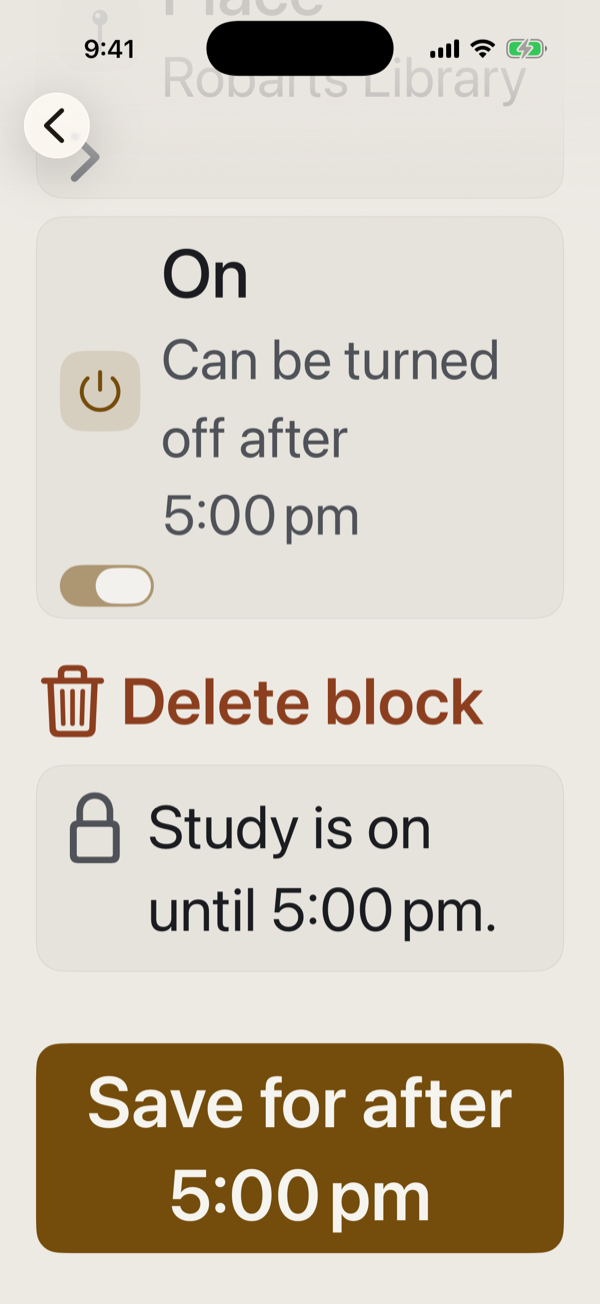 Place
9:41
Robarts Library
On
Can be turned
off after
5:00 pm
Delete block
Study is on
until 5:00 pm.
Save for after
5:00 pm